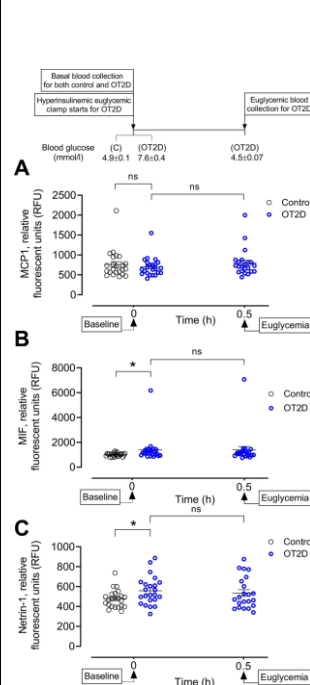 Basal blood collection
for both control and OT2D
Hyperinsulinemic euglycemic
clamp starts for OT2D
Euglycemic blood
collection for OT2D
Blood glucose
(mmol/l)
(C)
4.9±0.1
(OT2D)
7.6±0.4
(OT2D)
4.5±0.07
A
ns
ns
MCP1, relative
fluorescent units (RFU)
2500
2000
1500
1000
500
0
Control
OT2D
0
0.5
Time (h)
Baseline
Euglycemia
B
ns
*
MIF, relative
fluorescent units (RFU)
8000
6000
4000
2000
0
Control
OT2D
0
0.5
Time (h)
Baseline
Euglycemia
C
ns
*
Netrin-1, relative
fluorescent units (RFU)
1000
800
600
400
200
0
Control
OT2D
0
0.5
Time (h)
Baseline
Euglycemia